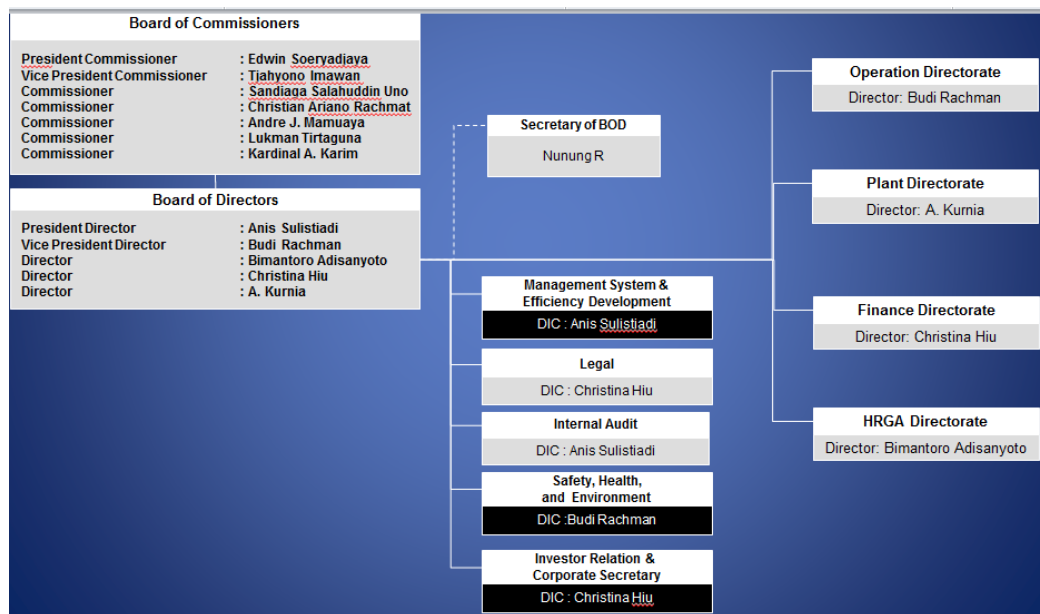 Board of Commissioners
President Commissioner : Edwin Soeryadjaya
Vice President Commissioner : Tjahyono Imawan
Commissioner : Sandiaga Salahuddin Uno
Commissioner : Christian Ariano Rachmat
Commissioner : Andre J. Mamuaya
Commissioner : Lukman Tirtaguna
Commissioner : Kardinal A. Karim
Board of Directors
President Director : Anis Sulistiadi
Vice President Director : Budi Rachman
Director : Bimantoro Adisanyoto
Director : Christina Hiu
Director : A. Kurnia
Secretary of BOD
Nunung R
Management System &
Efficiency Development
DIC : Anis Sulistiadi
Legal
DIC : Christina Hiu
Internal Audit
DIC : Anis Sulistiadi
Safety, Health,
and Environment
DIC :Budi Rachman
Investor Relation &
Corporate Secretary
DIC : Christina Hiu
Operation Directorate
Director: Budi Rachman
Plant Directorate
Director: A. Kurnia
Finance Directorate
Director: Christina Hiu
HRGA Directorate
Director: Bimantoro Adisanyoto